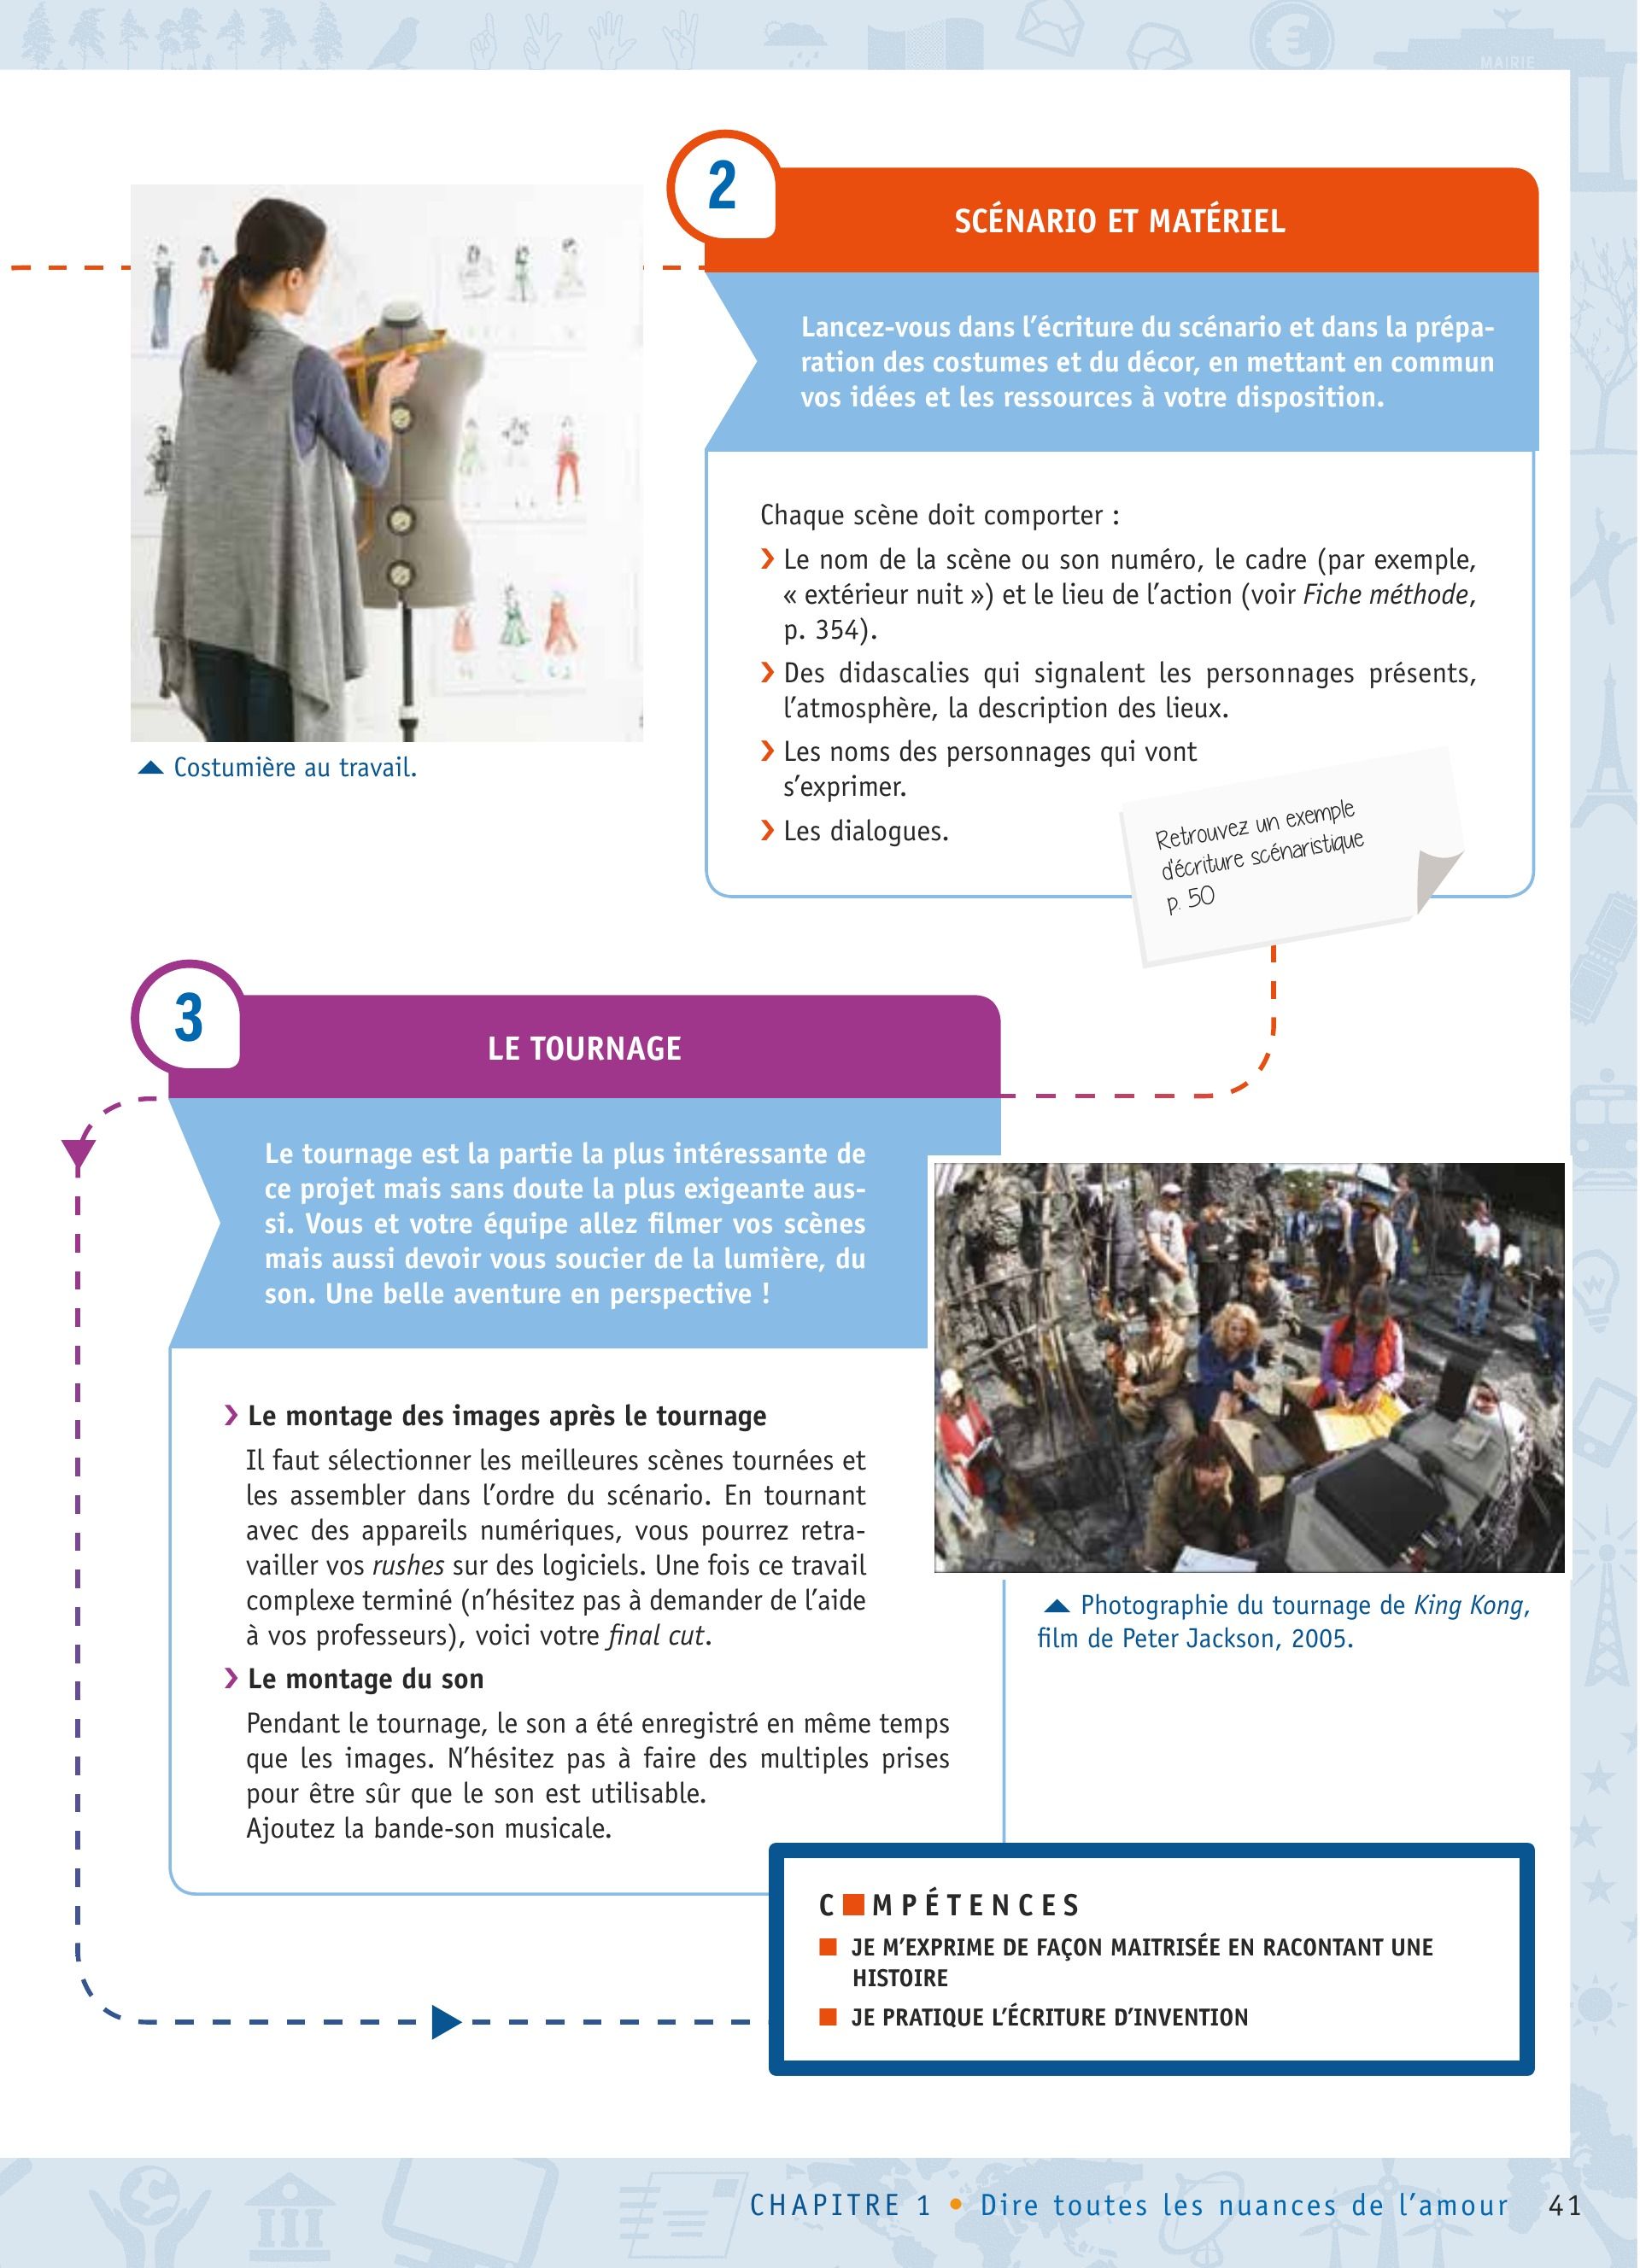 MAIRIE
2
SCÉNARIO ET MATÉRIEL
Lancez-vous dans l’écriture du scénario et dans la prépa-
ration des costumes et du décor, en mettant en commun
vos idées et les ressources à votre disposition.
Chaque scène doit comporter :
❯ Le nom de la scène ou son numéro, le cadre (par exemple,
« extérieur nuit ») et le lieu de l’action (voir Fiche méthode,
p. 354).
❯ Des didascalies qui signalent les personnages présents,
l’atmosphère, la description des lieux.
❯ Les noms des personnages qui vont
s’exprimer.
❯ Les dialogues.
Retrouvez un exemple
d’écriture scénaristique
p. 50
Costumière au travail.
3
LE TOURNAGE
Le tournage est la partie la plus intéressante de
ce projet mais sans doute la plus exigeante aus-
si. Vous et votre équipe allez filmer vos scènes
mais aussi devoir vous soucier de la lumière, du
son. Une belle aventure en perspective !
❯ Le montage des images après le tournage
Il faut sélectionner les meilleures scènes tournées et
les assembler dans l’ordre du scénario. En tournant
avec des appareils numériques, vous pourrez retra-
vailler vos rushes sur des logiciels. Une fois ce travail
complexe terminé (n’hésitez pas à demander de l’aide
à vos professeurs), voici votre final cut.
❯ Le montage du son
Pendant le tournage, le son a été enregistré en même temps
que les images. N’hésitez pas à faire des multiples prises
pour être sûr que le son est utilisable.
Ajoutez la bande-son musicale.
Photographie du tournage de King Kong,
film de Peter Jackson, 2005.
C■MPÉTENCES
■ JE M’EXPRIME DE FAÇON MAITRISÉE EN RACONTANT UNE
HISTOIRE
■ JE PRATIQUE L’ÉCRITURE D’INVENTION
CHAPITRE 1 • Dire toutes les nuances de l’amour 41